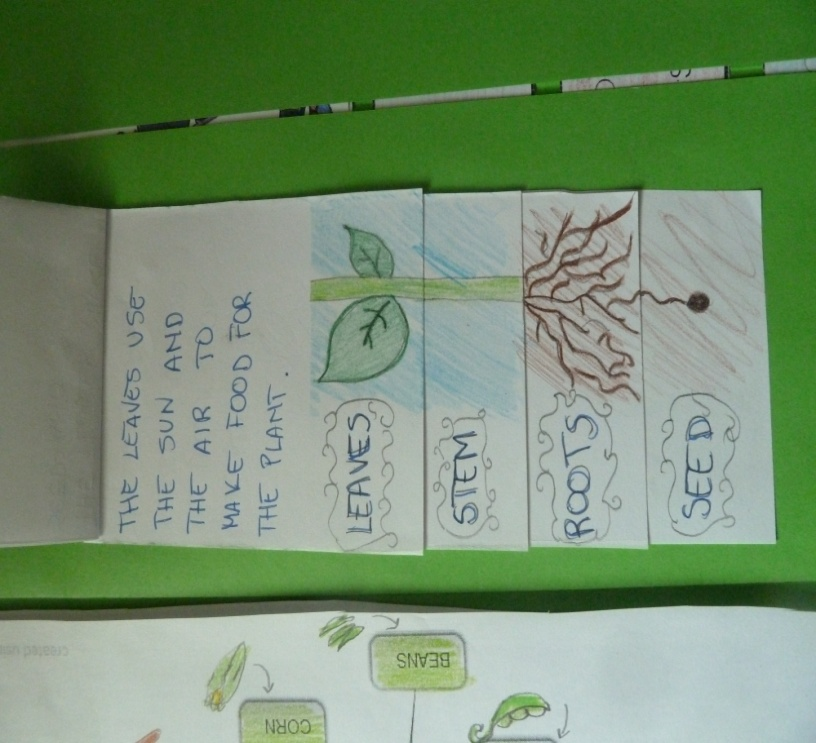 THE LEAVES USE
THE SUN AND
THE AIR TO
MAKE FOOD FOR
THE PLANT.
LEAVES
STEM
ROOTS
SEED
BEANS
CORN